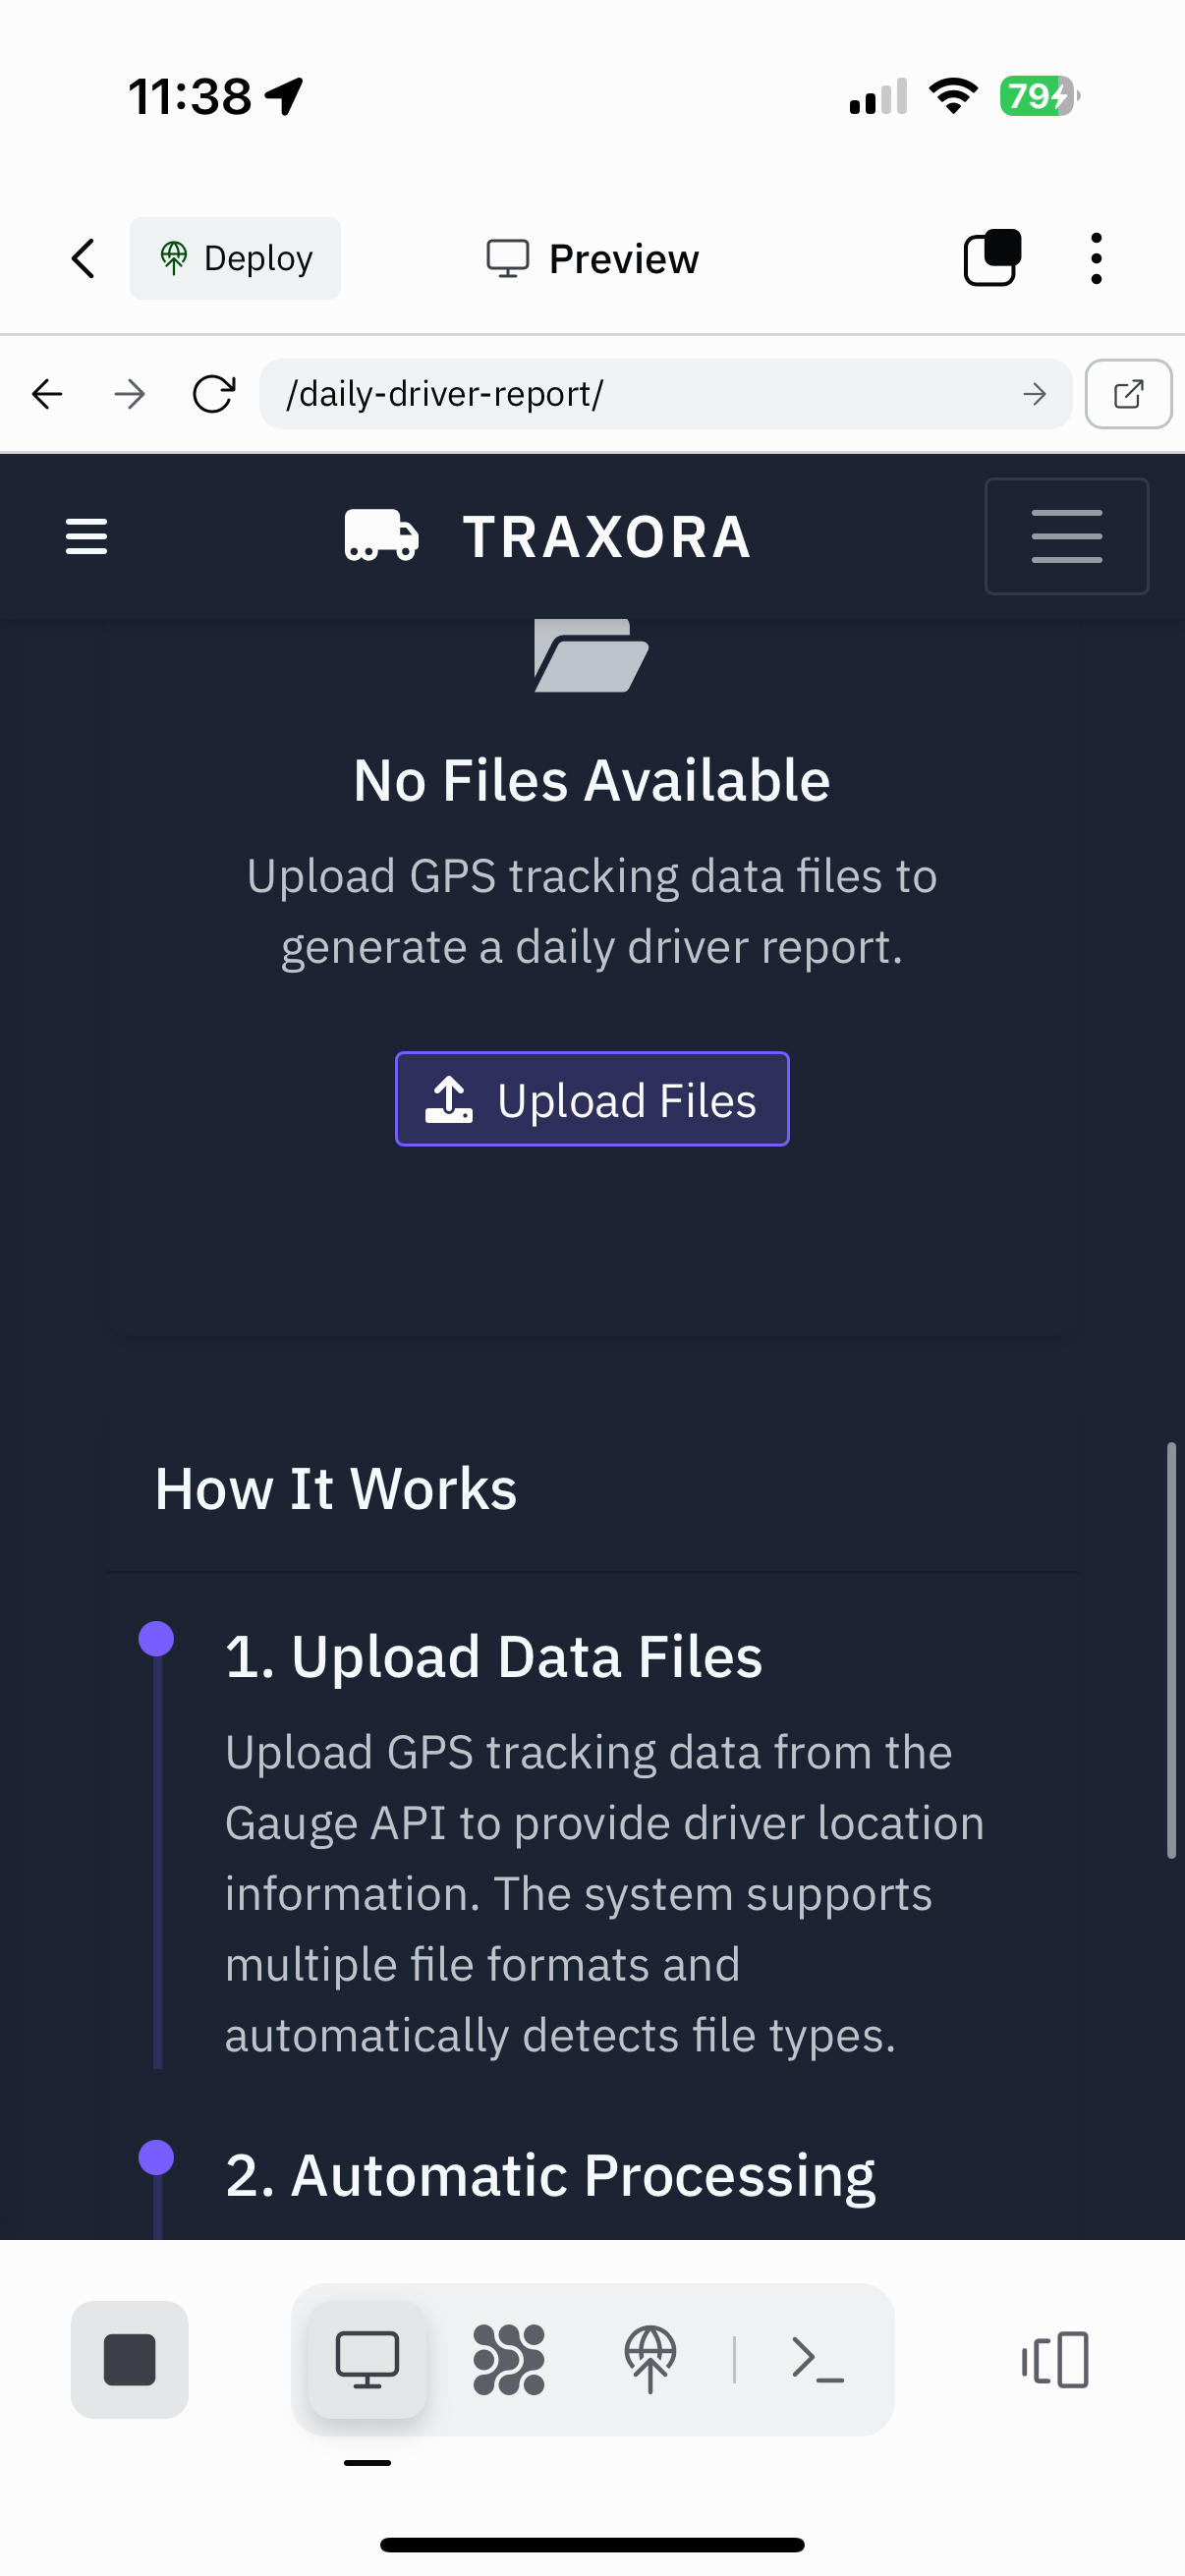 11:38
79
Deploy
Preview
/daily-driver-report/
TRAXORA
No Files Available
Upload GPS tracking data files to
generate a daily driver report.
Upload Files
How It Works
1. Upload Data Files
Upload GPS tracking data from the
Gauge API to provide driver location
information. The system supports
multiple file formats and
automatically detects file types.
2. Automatic Processing